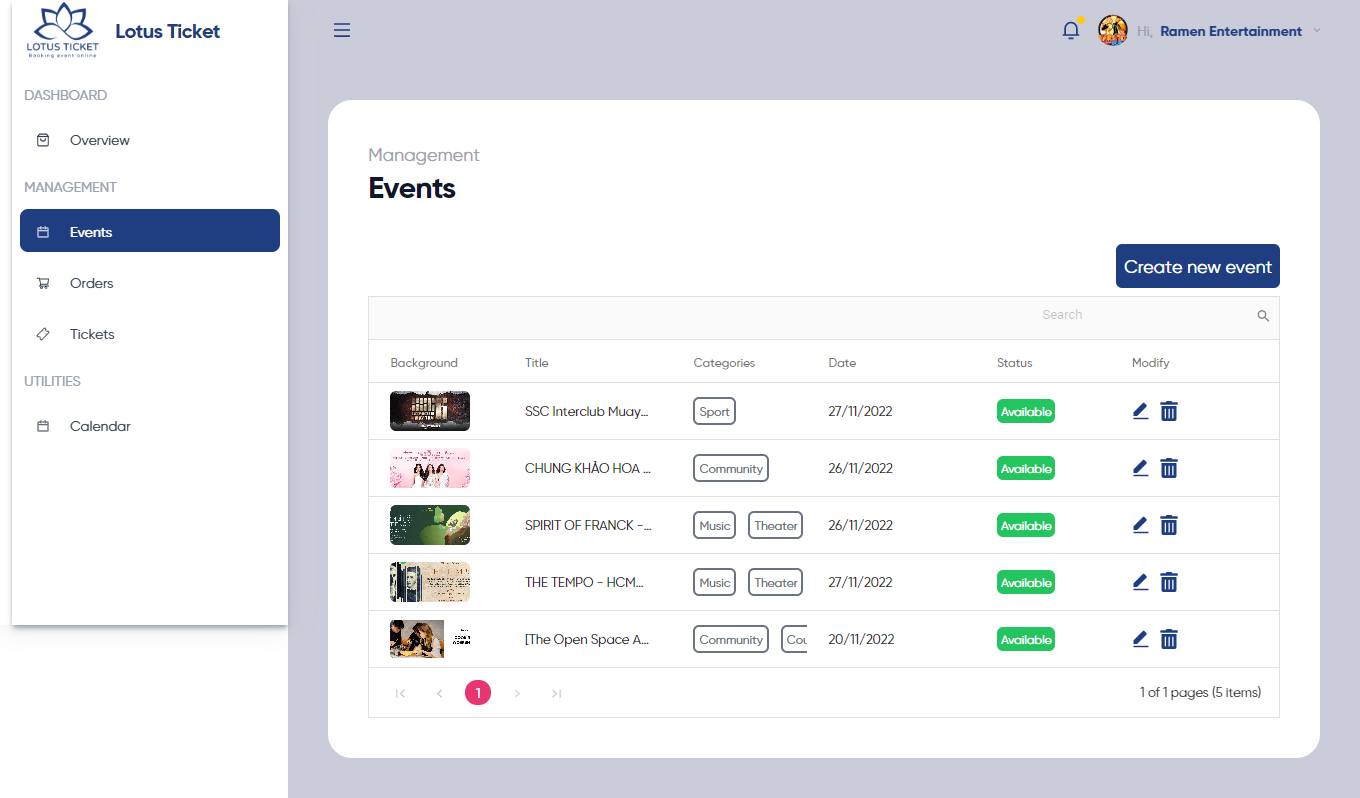 LOTUS TICKET
Booking event online
Lotus Ticket
Hi, Ramen Entertainment
DASHBOARD
Overview
MANAGEMENT
Events
Orders
Tickets
UTILITIES
Calendar
Management
Events
Create new event
Search
Background Title Categories Date Status Modify
SSC Interclub Muay... Sport 27/11/2022 Available
CHUNG KHẢO HOA ... Community 26/11/2022 Available
SPIRIT OF FRANCK -... Music Theater 26/11/2022 Available
THE TEMPO - HCM... Music Theater 27/11/2022 Available
[The Open Space A... Community Cou 20/11/2022 Available
1
1 of 1 pages (5 items)